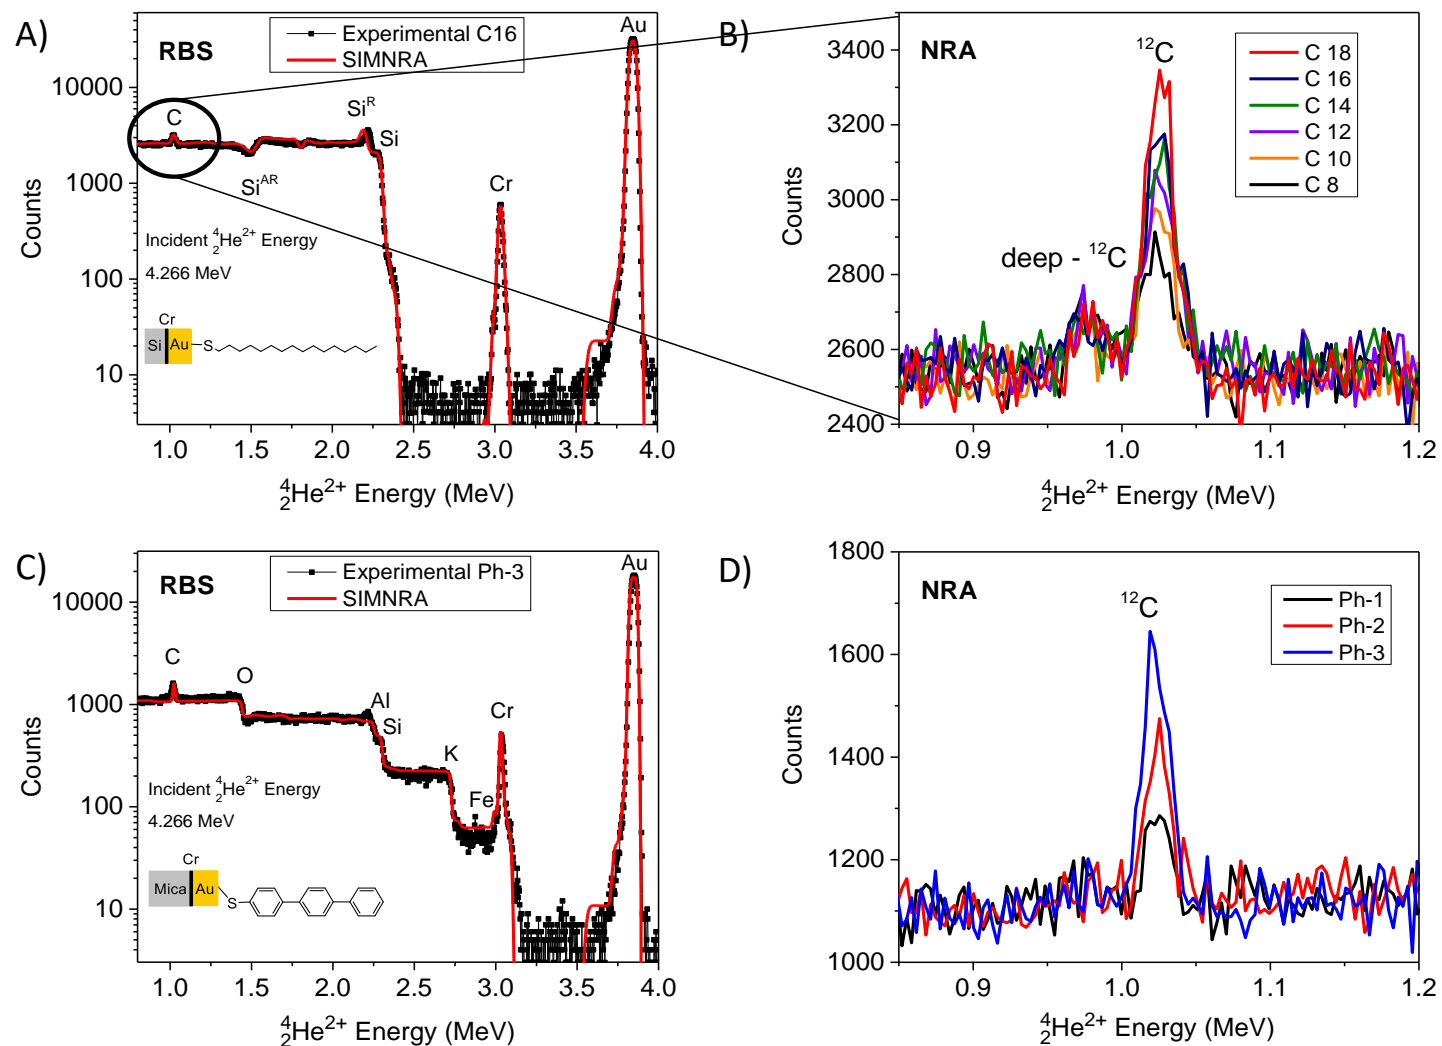 A)
RBS
Experimental C16
SIMNRA
Au
10000
1000
100
10
Counts
C
Si^R
Si
Si^AR
Cr
Incident ⁴₂He²⁺ Energy
4.266 MeV
Cr
Si
Au
S
1.0 1.5 2.0 2.5 3.0 3.5 4.0
⁴₂He²⁺ Energy (MeV)
B)
NRA
¹²C
C 18
C 16
C 14
C 12
C 10
C 8
deep - ¹²C
3400
3200
3000
2800
2600
2400
Counts
0.9 1.0 1.1 1.2
⁴₂He²⁺ Energy (MeV)
C)
RBS
Experimental Ph-3
SIMNRA
Au
10000
1000
100
10
Counts
C
O
Al
Si
K
Fe
Cr
Incident ⁴₂He²⁺ Energy
4.266 MeV
Cr
Mica
Au
S
1.0 1.5 2.0 2.5 3.0 3.5 4.0
⁴₂He²⁺ Energy (MeV)
D)
NRA
¹²C
Ph-1
Ph-2
Ph-3
1800
1600
1400
1200
1000
Counts
0.9 1.0 1.1 1.2
⁴₂He²⁺ Energy (MeV)